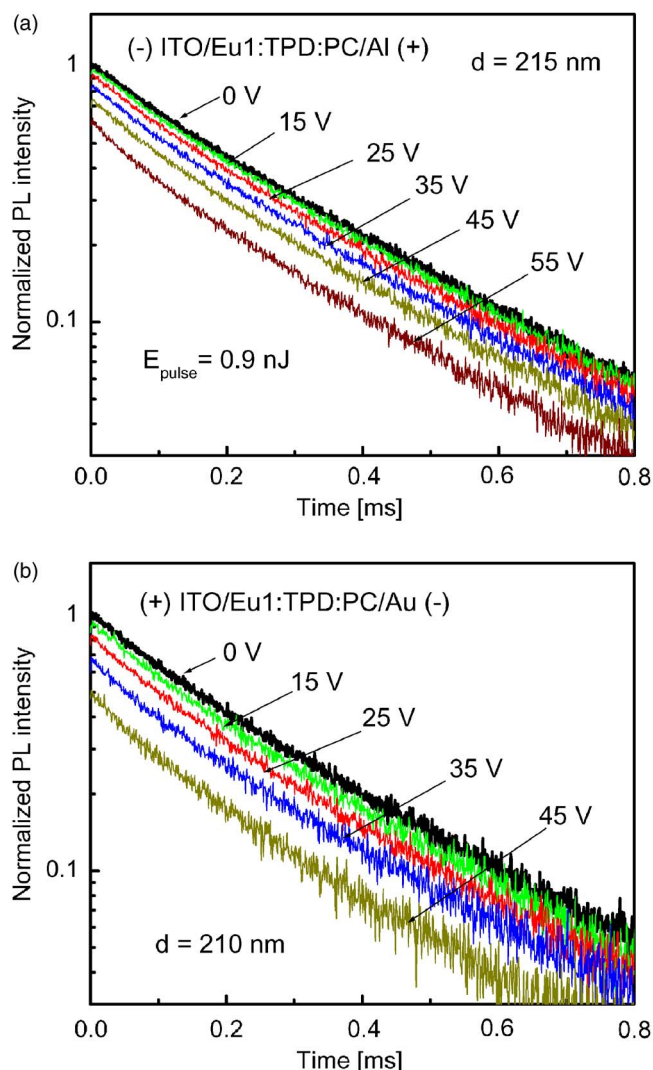 (a)
(-) ITO/Eu1:TPD:PC/Al (+)
d = 215 nm
1
0 V
15 V
25 V
35 V
45 V
55 V
0.1
E_pulse = 0.9 nJ
Normalized PL intensity
0.0 0.2 0.4 0.6 0.8
Time [ms]
(b)
(+) ITO/Eu1:TPD:PC/Au (-)
1
0 V
15 V
25 V
35 V
45 V
0.1
d = 210 nm
Normalized PL intensity
0.0 0.2 0.4 0.6 0.8
Time [ms]